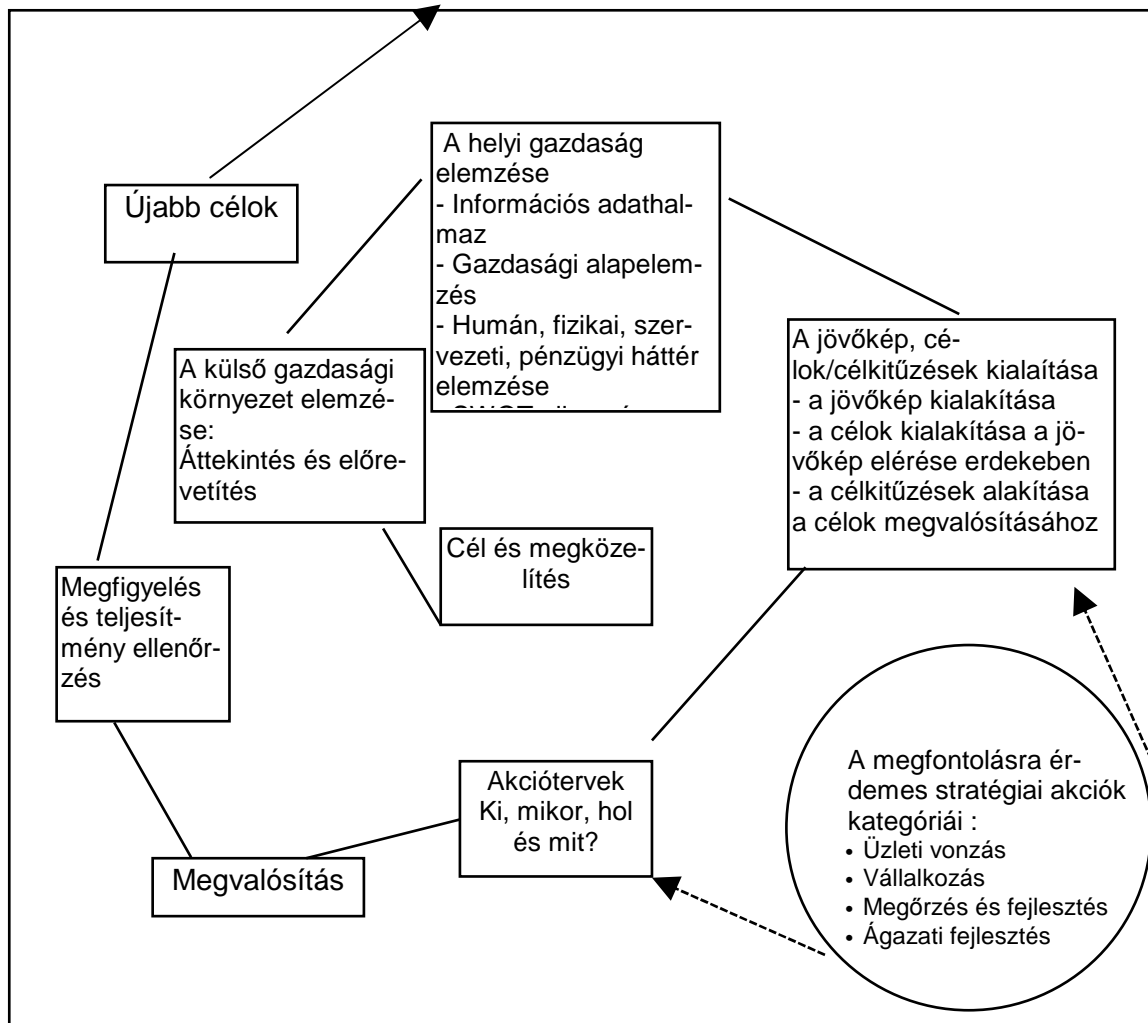 Újabb célok
A helyi gazdaság
elemzése
- Információs adathal-
maz
- Gazdasági alapelem-
zés
- Humán, fizikai, szer-
vezeti, pénzügyi háttér
elemzése
A külső gazdasági
környezet elemzé-
se:
Áttekintés és előre-
vetítés
A jövőkép, cé-
lok/célkitűzések kialaítása
- a jövőkép kialakítása
- a célok kialakítása a jö-
vőkép elérése erdekeben
- a célkitűzések alakítása
a célok megvalósításához
Cél és megköze-
lítés
Megfigyelés
és teljesít-
mény ellenőr-
zés
Akciótervek
Ki, mikor, hol
és mit?
Megvalósítás
A megfontolásra ér-
demes stratégiai akciók
kategóriái :
• Üzleti vonzás
• Vállalkozás
• Megőrzés és fejlesztés
• Ágazati fejlesztés